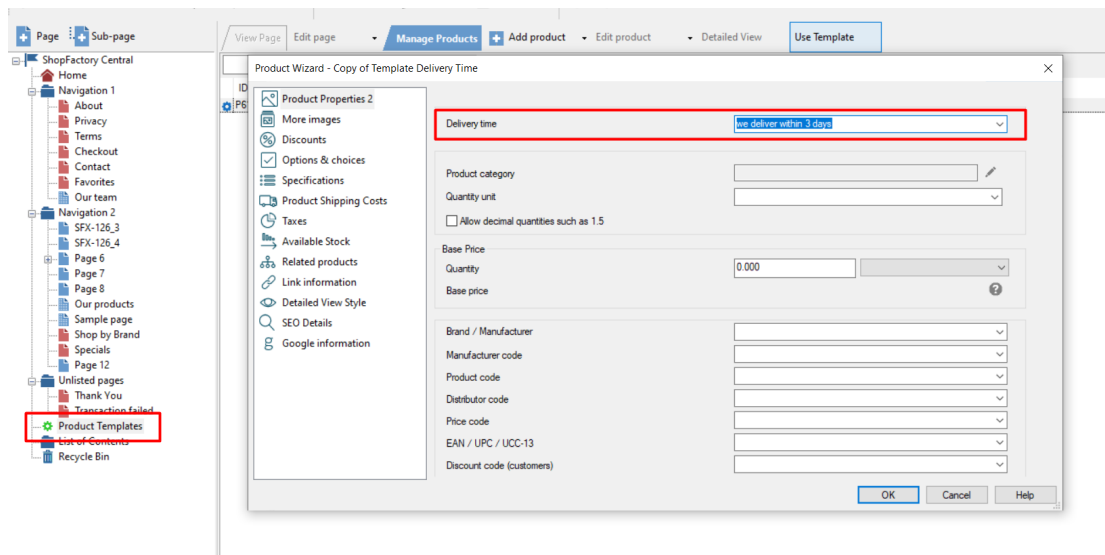 Page
Sub-page
View Page
Edit page
Manage Products
Add product
Edit product
Detailed View
Use Template
ShopFactory Central
Home
Navigation 1
About
Privacy
Terms
Checkout
Contact
Favorites
Our team
Navigation 2
SFX-126_3
SFX-126_4
Page 6
Page 7
Page 8
Our products
Sample page
Shop by Brand
Specials
Page 12
Unlisted pages
Thank You
Transaction failed
Product Templates
List of Contents
Recycle Bin
ID
Product Wizard - Copy of Template Delivery Time
Product Properties 2
More images
Discounts
Options & choices
Specifications
Product Shipping Costs
Taxes
Available Stock
Related products
Link information
Detailed View Style
SEO Details
Google information
Delivery time
we deliver within 3 days
Product category
Quantity unit
Allow decimal quantities such as 1.5
Base Price
Quantity
0.000
Base price
Brand / Manufacturer
Manufacturer code
Product code
Distributor code
Price code
EAN / UPC / UCC-13
Discount code (customers)
OK
Cancel
Help